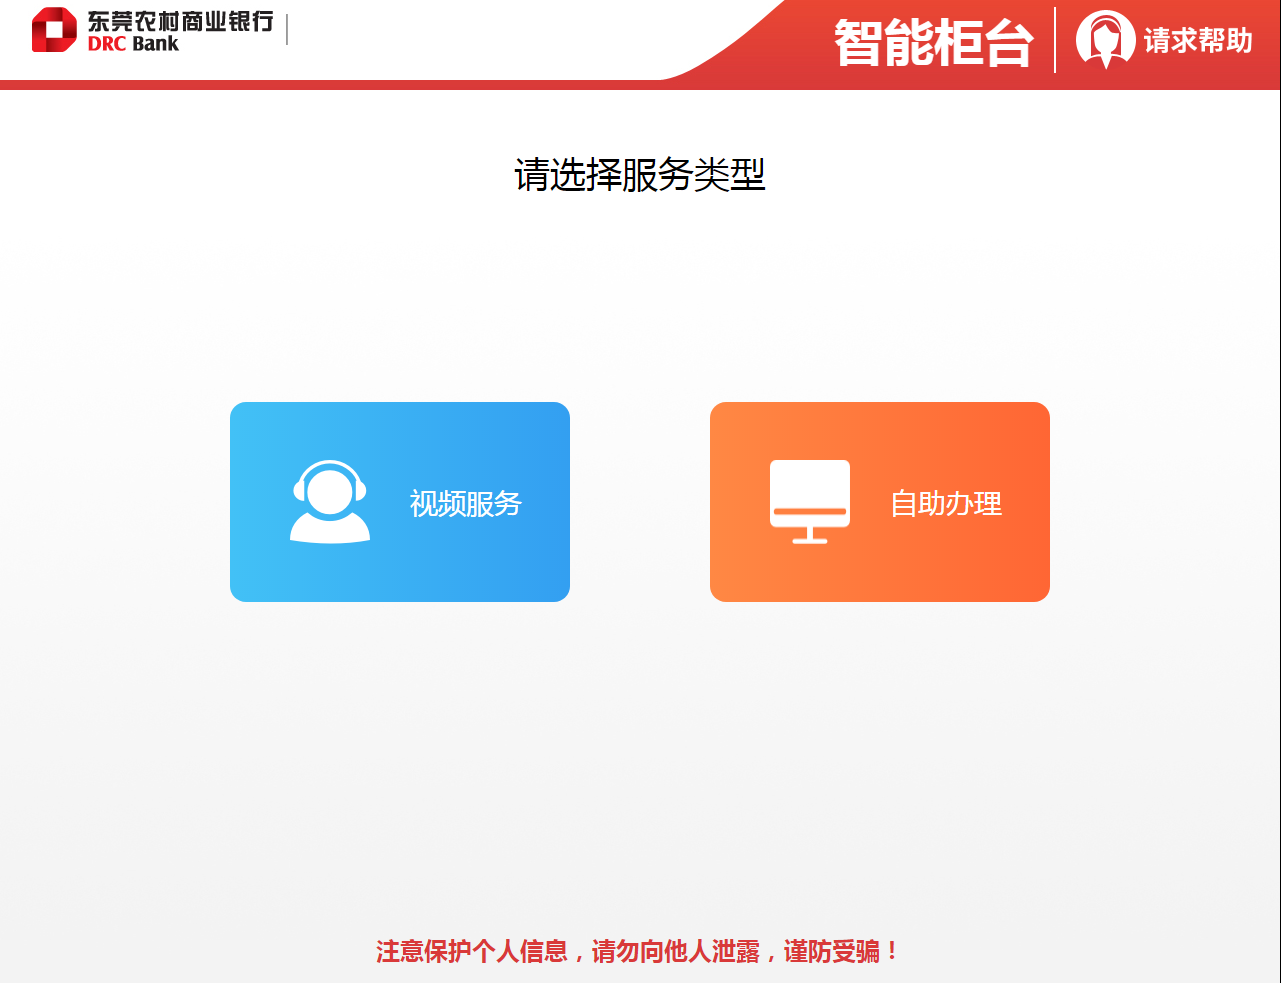 东莞农村商业银行
DRC Bank
智能柜台
请求帮助
请选择服务类型
视频服务
自助办理
注意保护个人信息，请勿向他人泄露，谨防受骗！